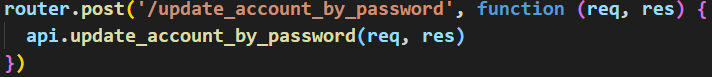 router.post('/update_account_by_password', function (req, res) {
  api.update_account_by_password(req, res)
})